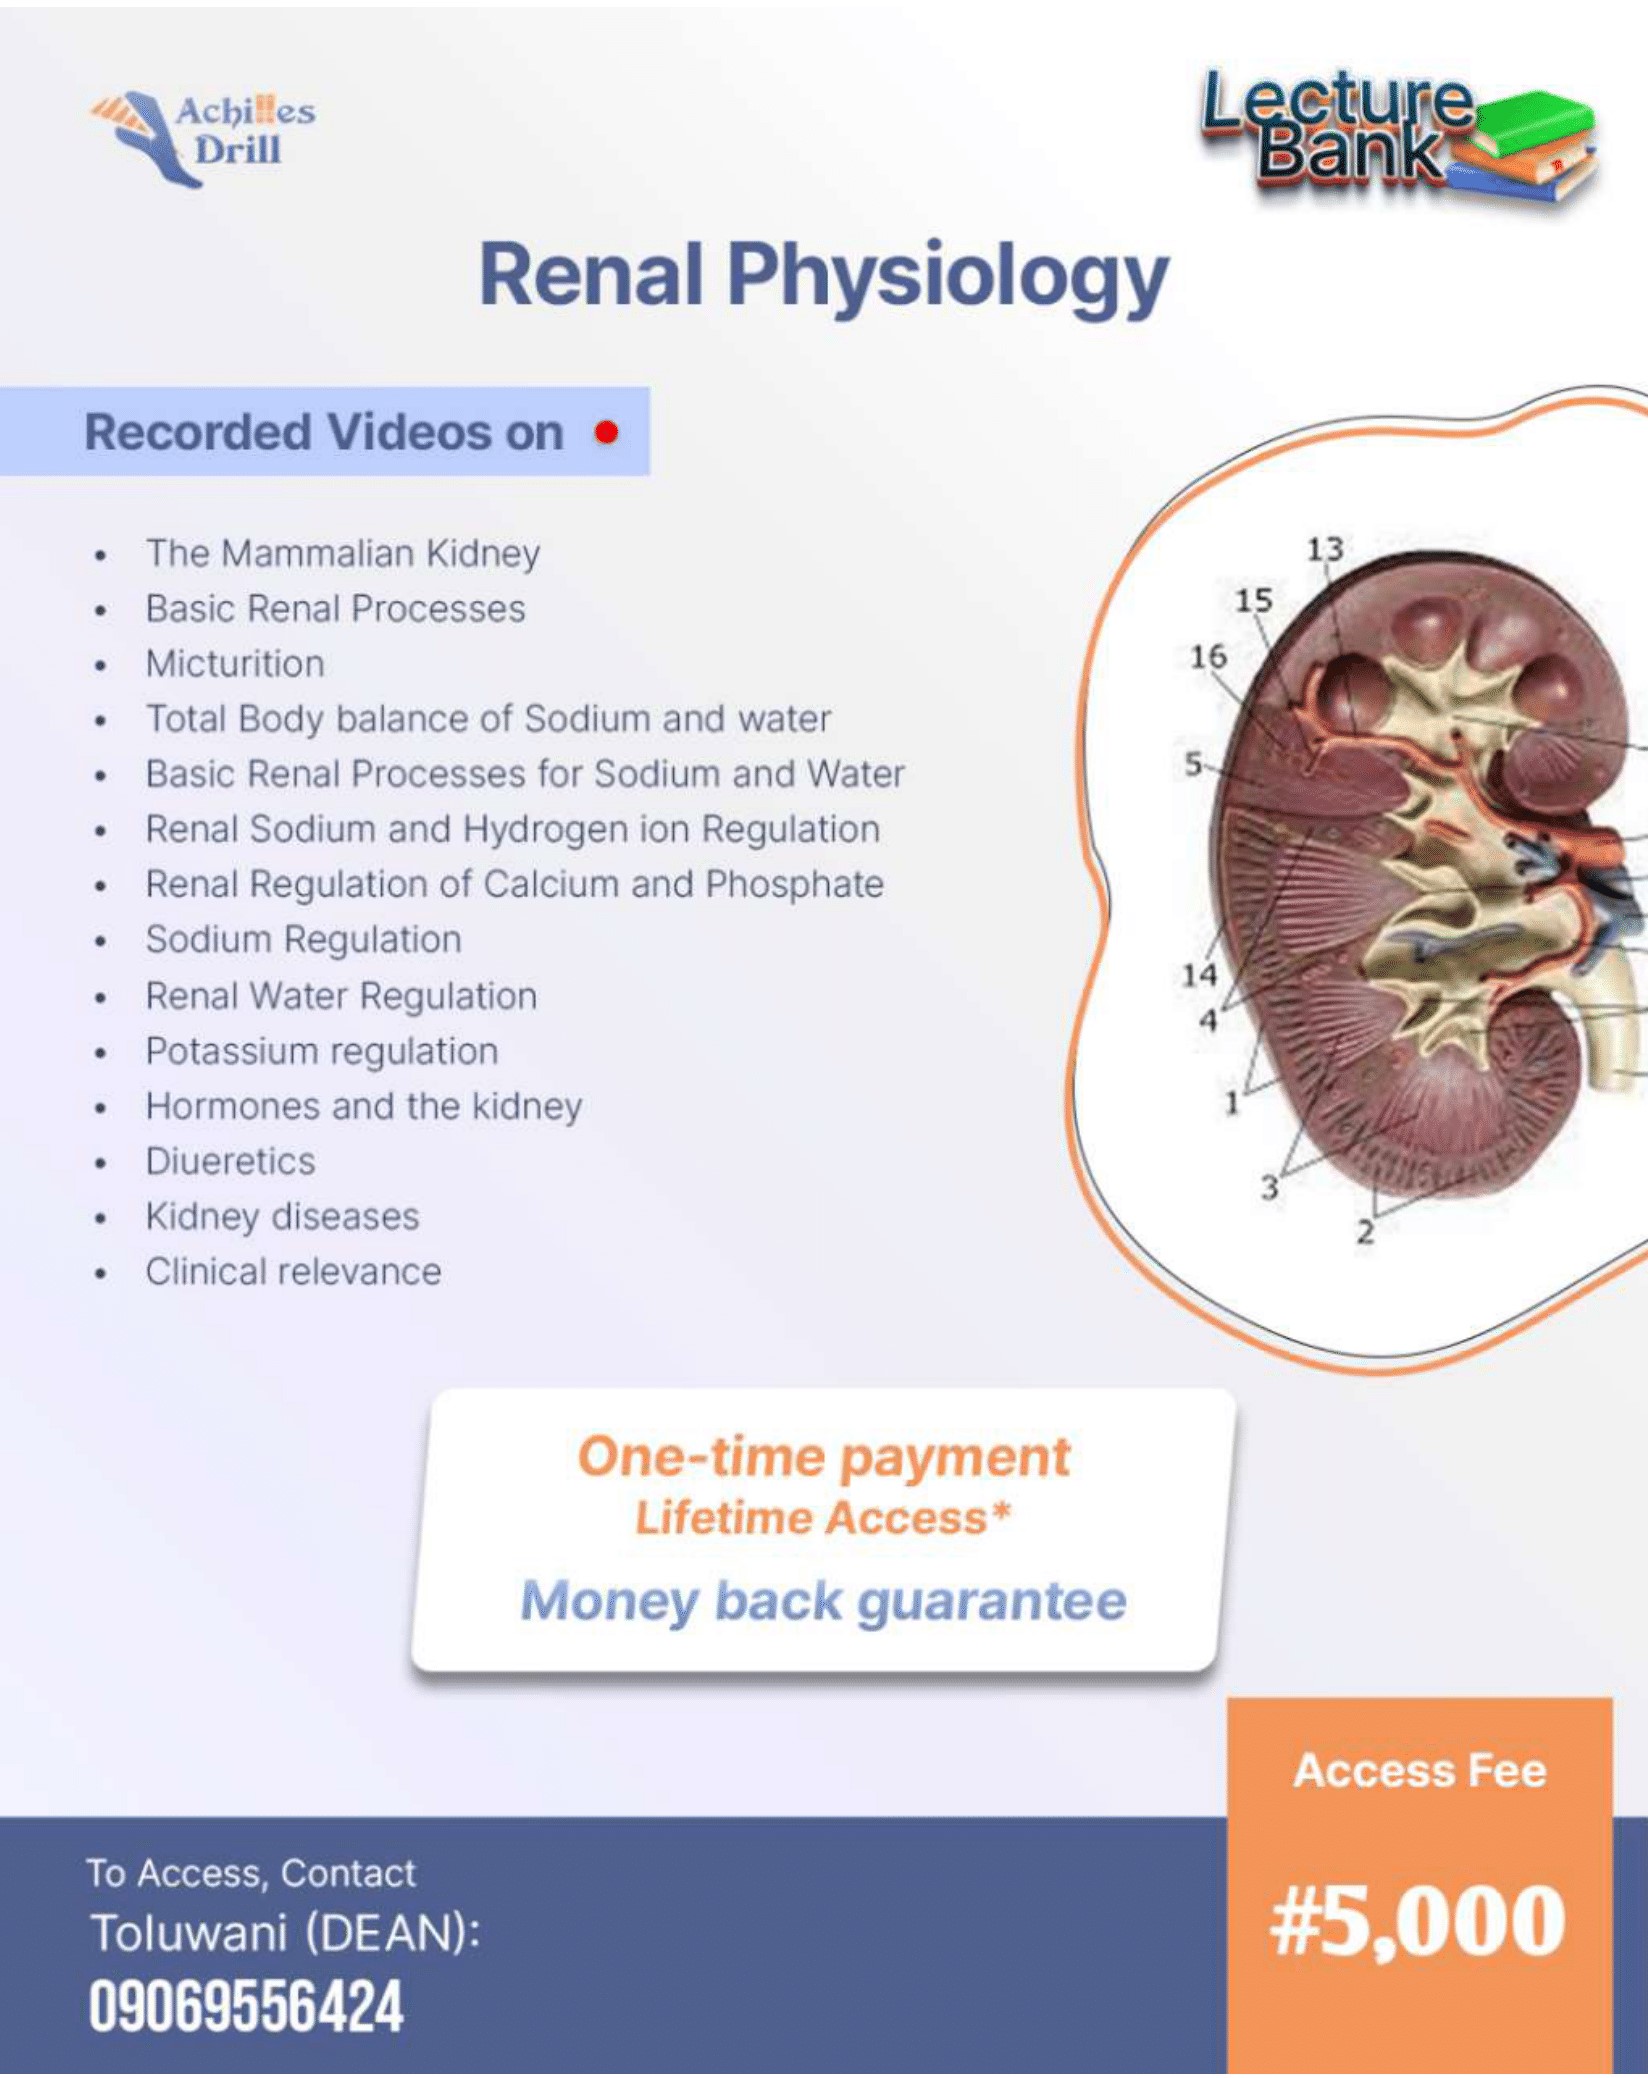 Achilles
Drill
Lecture
Bank
Renal Physiology
Recorded Videos on
• The Mammalian Kidney
• Basic Renal Processes
• Micturition
• Total Body balance of Sodium and water
• Basic Renal Processes for Sodium and Water
• Renal Sodium and Hydrogen ion Regulation
• Renal Regulation of Calcium and Phosphate
• Sodium Regulation
• Renal Water Regulation
• Potassium regulation
• Hormones and the kidney
• Diueretics
• Kidney diseases
• Clinical relevance
13
15
16
5
14
4
1
3
2
One-time payment
Lifetime Access*
Money back guarantee
Access Fee
#5,000
To Access, Contact
Toluwani (DEAN):
09069556424